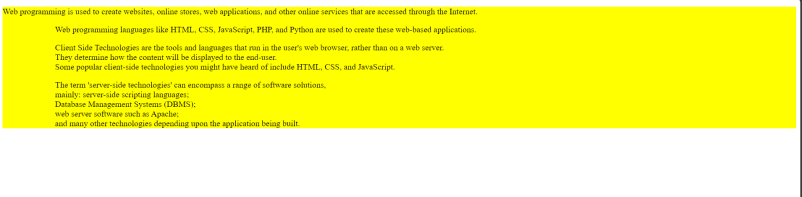 Web programming is used to create websites, online stores, web applications, and other online services that are accessed through the Internet.
Web programming languages like HTML, CSS, JavaScript, PHP, and Python are used to create these web-based applications.
Client Side Technologies are the tools and languages that run in the user's web browser, rather than on a web server.
They determine how the content will be displayed to the end-user.
Some popular client-side technologies you might have heard of include HTML, CSS, and JavaScript.
The term 'server-side technologies' can encompass a range of software solutions,
mainly: server-side scripting languages;
Database Management Systems (DBMS);
web server software such as Apache;
and many other technologies depending upon the application being built.